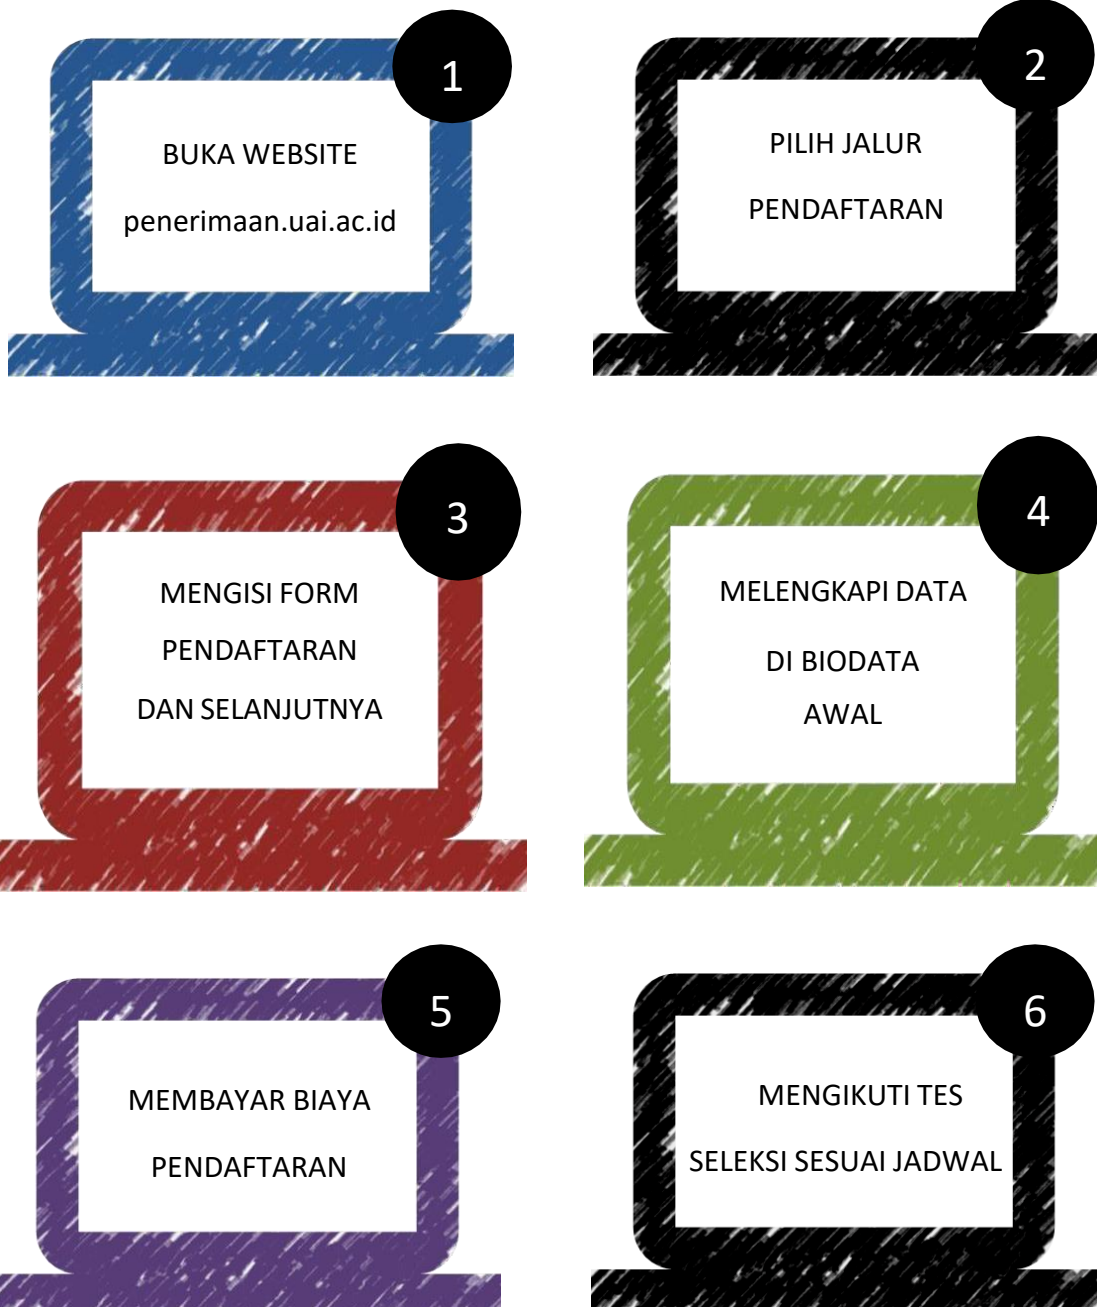 1
BUKA WEBSITE
penerimaan.uai.ac.id
2
PILIH JALUR
PENDAFTARAN
3
MENGISI FORM
PENDAFTARAN
DAN SELANJUTNYA
4
MELENGKAPI DATA
DI BIODATA
AWAL
5
MEMBAYAR BIAYA
PENDAFTARAN
6
MENGIKUTI TES
SELEKSI SESUAI JADWAL